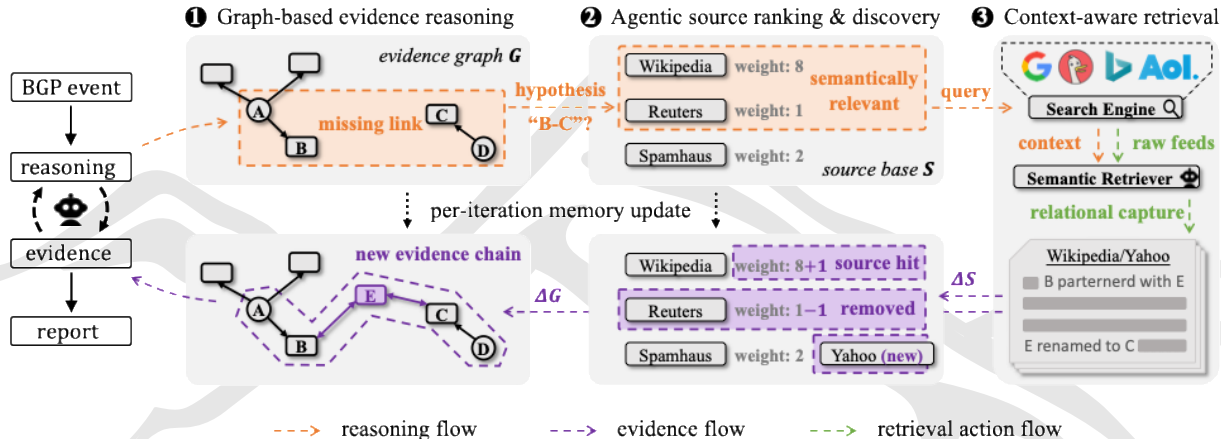 ❶ Graph-based evidence reasoning
❷ Agentic source ranking & discovery
❸ Context-aware retrieval
BGP event
reasoning
evidence
report
evidence graph G
A
B
C
D
missing link
hypothesis
"B-C"?
Wikipedia weight: 8
Reuters weight: 1
Spamhaus weight: 2
semantically
relevant
source base S
query
G b Aol.
Search Engine
context
raw feeds
Semantic Retriever
relational capture
per-iteration memory update
new evidence chain
A
B
E
C
D
ΔG
Wikipedia weight: 8+1 source hit
Reuters weight: 1−1 removed
Spamhaus weight: 2 Yahoo (new)
ΔS
Wikipedia/Yahoo
B parternerd with E
E renamed to C
reasoning flow
evidence flow
retrieval action flow